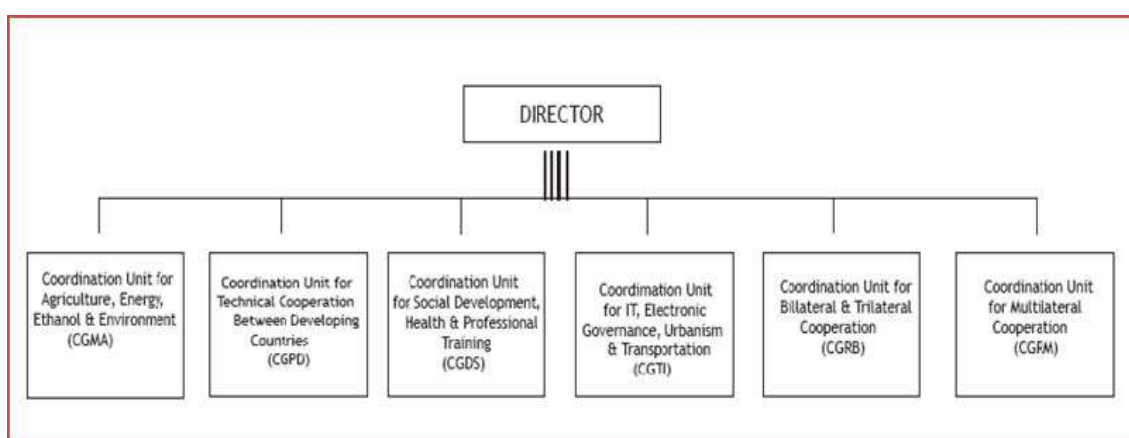 DIRECTOR
Coordination Unit for
Agriculture, Energy,
Ethanol & Environment
(CGMA)
Coordination Unit for
Technical Cooperation
Between Developing
Countries
(CGPD)
Coordination Unit
for Social Development,
Health & Professional
Training
(CGDS)
Coordimation Unit
for IT, Electronic
Governance, Urbanism
& Transportation
(CGTI)
Coordination Unit for
Bilateral & Trilateral
Cooperation
(CGRB)
Coordination Unit
for Multilateral
Cooperation
(CGRM)